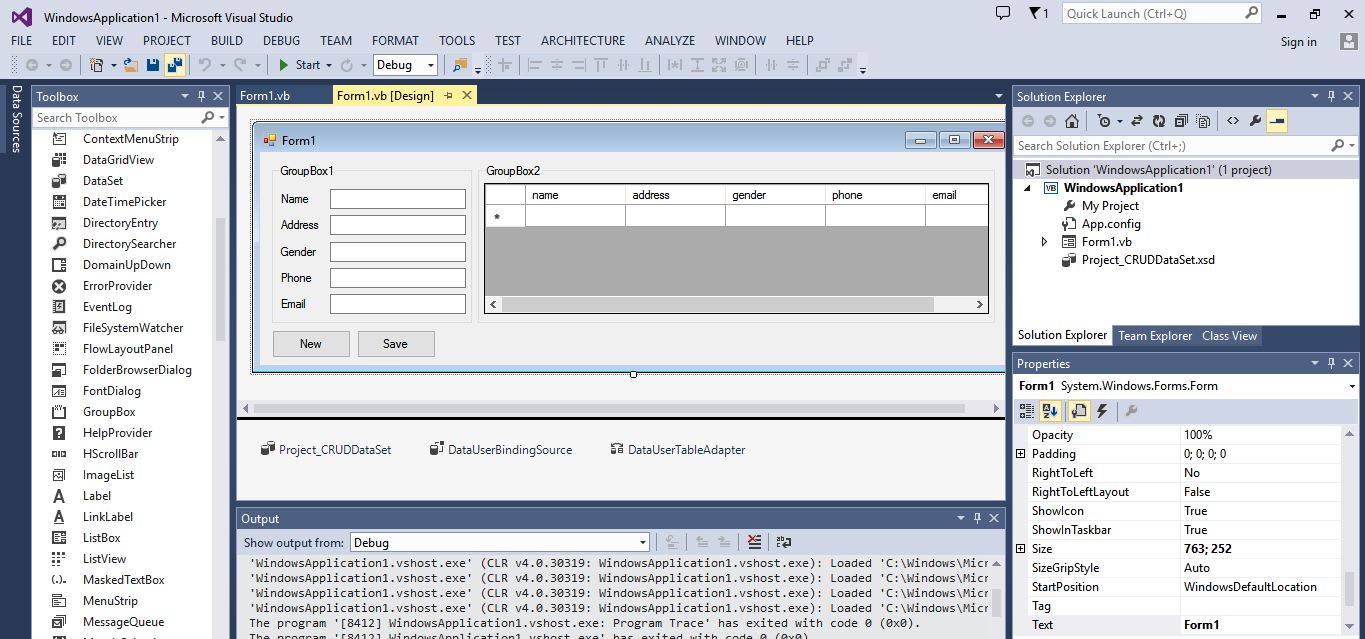 WindowsApplication1 - Microsoft Visual Studio
1
Quick Launch (Ctrl+Q)
FILE EDIT VIEW PROJECT BUILD DEBUG TEAM FORMAT TOOLS TEST ARCHITECTURE ANALYZE WINDOW HELP
Sign in
Start Debug
Data Sources
Toolbox
Search Toolbox
ContextMenuStrip
DataGridView
DataSet
DateTimePicker
DirectoryEntry
DirectorySearcher
DomainUpDown
ErrorProvider
EventLog
FileSystemWatcher
FlowLayoutPanel
FolderBrowserDialog
FontDialog
GroupBox
HelpProvider
HScrollBar
ImageList
Label
LinkLabel
ListBox
ListView
MaskedTextBox
MenuStrip
MessageQueue
Form1.vb Form1.vb [Design]
Form1
GroupBox1
Name
Address
Gender
Phone
Email
New Save
GroupBox2
name address gender phone email
*
Project_CRUDDataSet DataUserBindingSource DataUserTableAdapter
Output
Show output from: Debug
'WindowsApplication1.vshost.exe' (CLR v4.0.30319: WindowsApplication1.vshost.exe): Loaded 'C:\Windows\Micr
'WindowsApplication1.vshost.exe' (CLR v4.0.30319: WindowsApplication1.vshost.exe): Loaded 'C:\Windows\Micr
'WindowsApplication1.vshost.exe' (CLR v4.0.30319: WindowsApplication1.vshost.exe): Loaded 'C:\Windows\Micr
'WindowsApplication1.vshost.exe' (CLR v4.0.30319: WindowsApplication1.vshost.exe): Loaded 'C:\Windows\Micr
The program '[8412] WindowsApplication1.vshost.exe: Program Trace' has exited with code 0 (0x0).
The program '[8412] WindowsApplication1.vshost.exe' has exited with code 0 (0x0).
Solution Explorer
Search Solution Explorer (Ctrl+;)
Solution 'WindowsApplication1' (1 project)
VB WindowsApplication1
My Project
App.config
Form1.vb
Project_CRUDDataSet.xsd
Solution Explorer Team Explorer Class View
Properties
Form1 System.Windows.Forms.Form
Opacity 100%
Padding 0; 0; 0; 0
RightToLeft No
RightToLeftLayout False
ShowIcon True
ShowInTaskbar True
Size 763; 252
SizeGripStyle Auto
StartPosition WindowsDefaultLocation
Tag
Text Form1